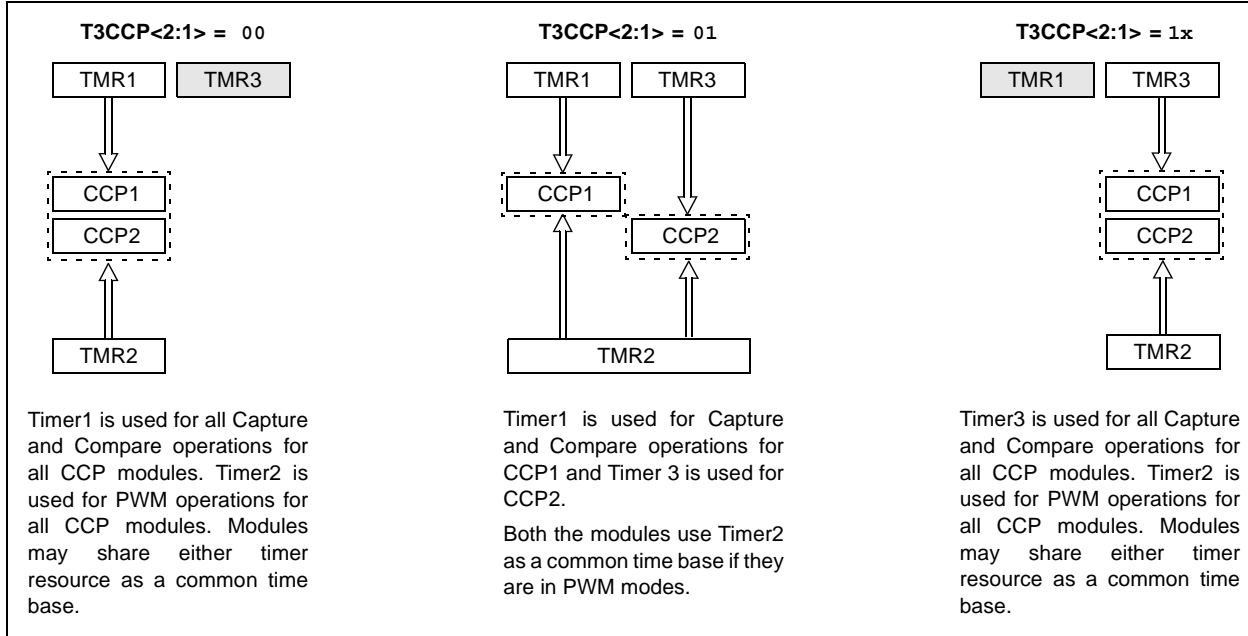 T3CCP<2:1> = 00
TMR1
TMR3
CCP1
CCP2
TMR2
Timer1 is used for all Capture
and Compare operations for
all CCP modules. Timer2 is
used for PWM operations for
all CCP modules. Modules
may share either timer
resource as a common time
base.
T3CCP<2:1> = 01
TMR1
TMR3
CCP1
CCP2
TMR2
Timer1 is used for Capture
and Compare operations for
CCP1 and Timer 3 is used for
CCP2.
Both the modules use Timer2
as a common time base if they
are in PWM modes.
T3CCP<2:1> = 1x
TMR1
TMR3
CCP1
CCP2
TMR2
Timer3 is used for all Capture
and Compare operations for
all CCP modules. Timer2 is
used for PWM operations for
all CCP modules. Modules
may share either timer
resource as a common time
base.